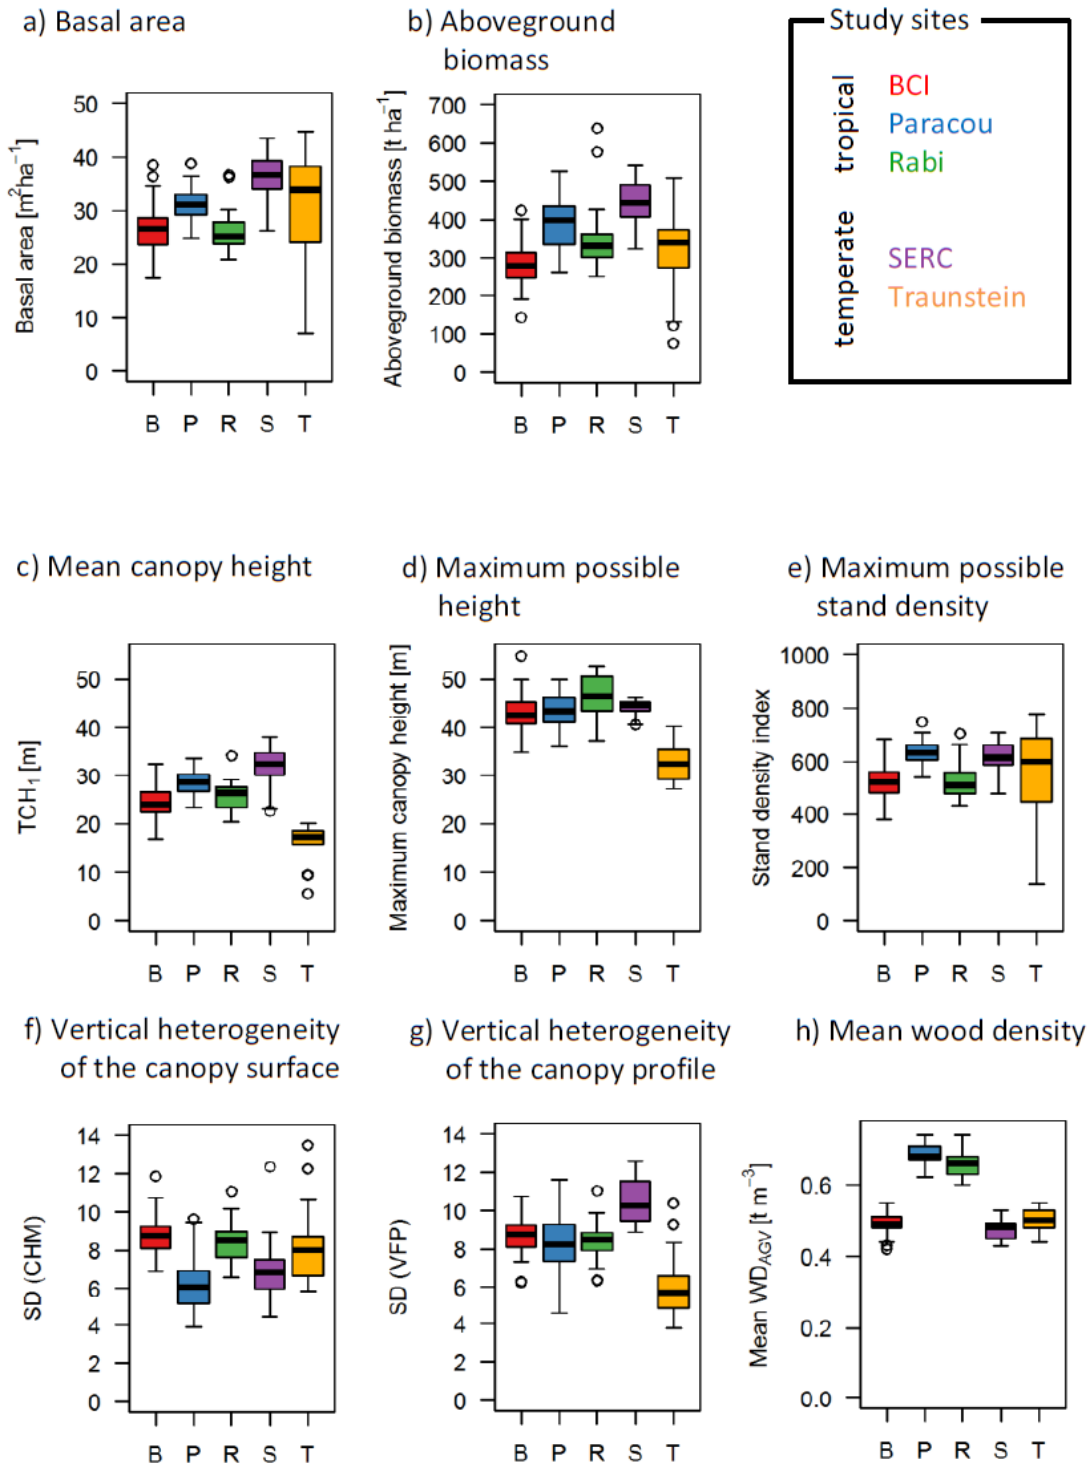 a) Basal area
b) Aboveground
biomass
Study sites
tropical
BCI
Paracou
Rabi
temperate
SERC
Traunstein
Basal area [m²ha⁻¹]
50
40
30
20
10
0
B P R S T
Aboveground biomass [t ha⁻¹]
700
600
500
400
300
200
100
0
B P R S T
c) Mean canopy height
d) Maximum possible
height
e) Maximum possible
stand density
TCH₁ [m]
50
40
30
20
10
0
B P R S T
Maximum canopy height [m]
50
40
30
20
10
0
B P R S T
Stand density index
1000
800
600
400
200
0
B P R S T
f) Vertical heterogeneity
of the canopy surface
g) Vertical heterogeneity
of the canopy profile
h) Mean wood density
SD (CHM)
14
12
10
8
6
4
2
0
B P R S T
SD (VFP)
14
12
10
8
6
4
2
0
B P R S T
Mean WD_AGV [t m⁻³]
0.6
0.4
0.2
0.0
B P R S T